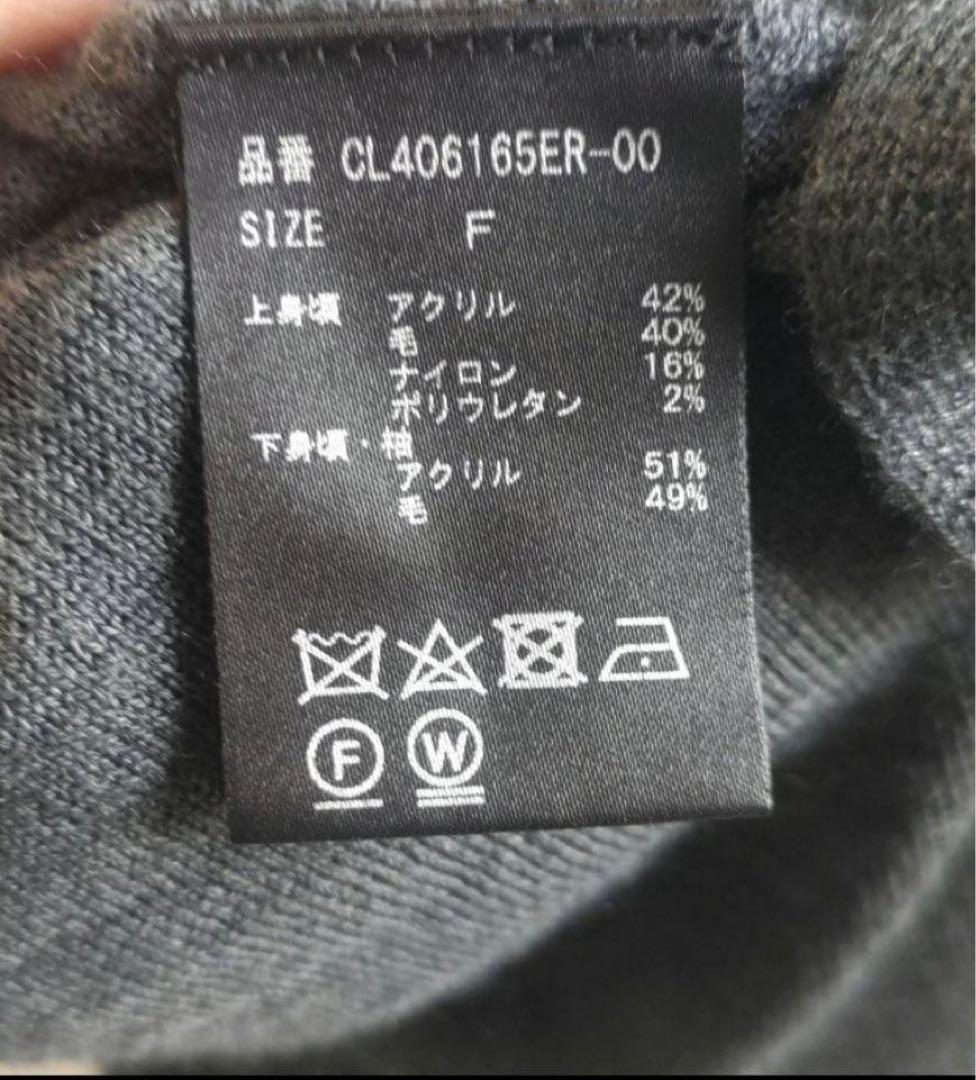 品番 CL406165ER-00
SIZE F
上身頃 アクリル 42%
毛 40%
ナイロン 16%
ポリウレタン 2%
下身頃・袖
アクリル 51%
毛 49%
F W